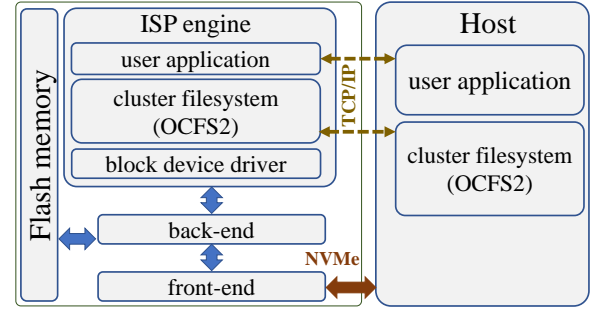 Flash memory
ISP engine
user application
cluster filesystem
(OCFS2)
block device driver
back-end
front-end
TCP/IP
NVMe
Host
user application
cluster filesystem
(OCFS2)